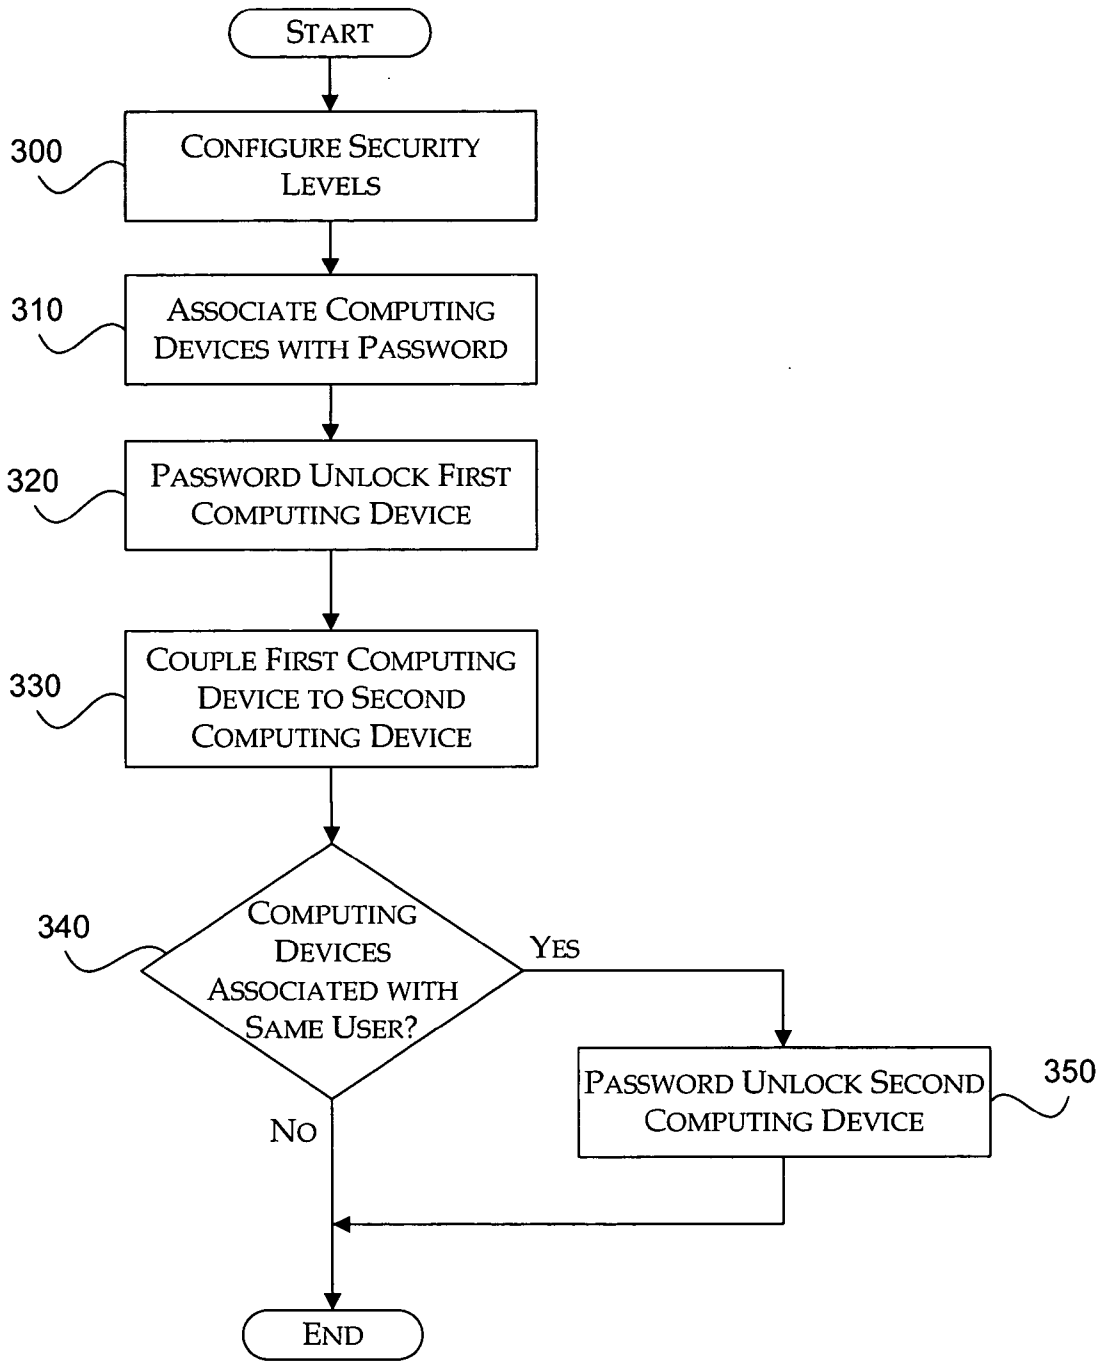 START
300
CONFIGURE SECURITY
LEVELS
310
ASSOCIATE COMPUTING
DEVICES WITH PASSWORD
320
PASSWORD UNLOCK FIRST
COMPUTING DEVICE
330
COUPLE FIRST COMPUTING
DEVICE TO SECOND
COMPUTING DEVICE
340
COMPUTING
DEVICES
ASSOCIATED WITH
SAME USER?
YES
350
PASSWORD UNLOCK SECOND
COMPUTING DEVICE
NO
END